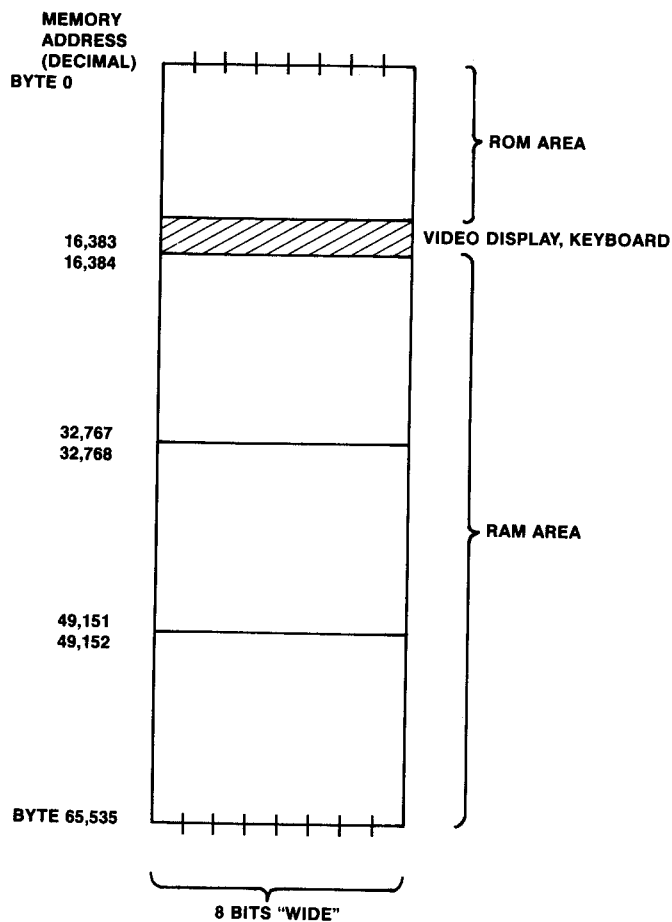 MEMORY
ADDRESS
(DECIMAL)
BYTE 0
ROM AREA
16,383
VIDEO DISPLAY, KEYBOARD
16,384
32,767
32,768
RAM AREA
49,151
49,152
BYTE 65,535
8 BITS “WIDE”